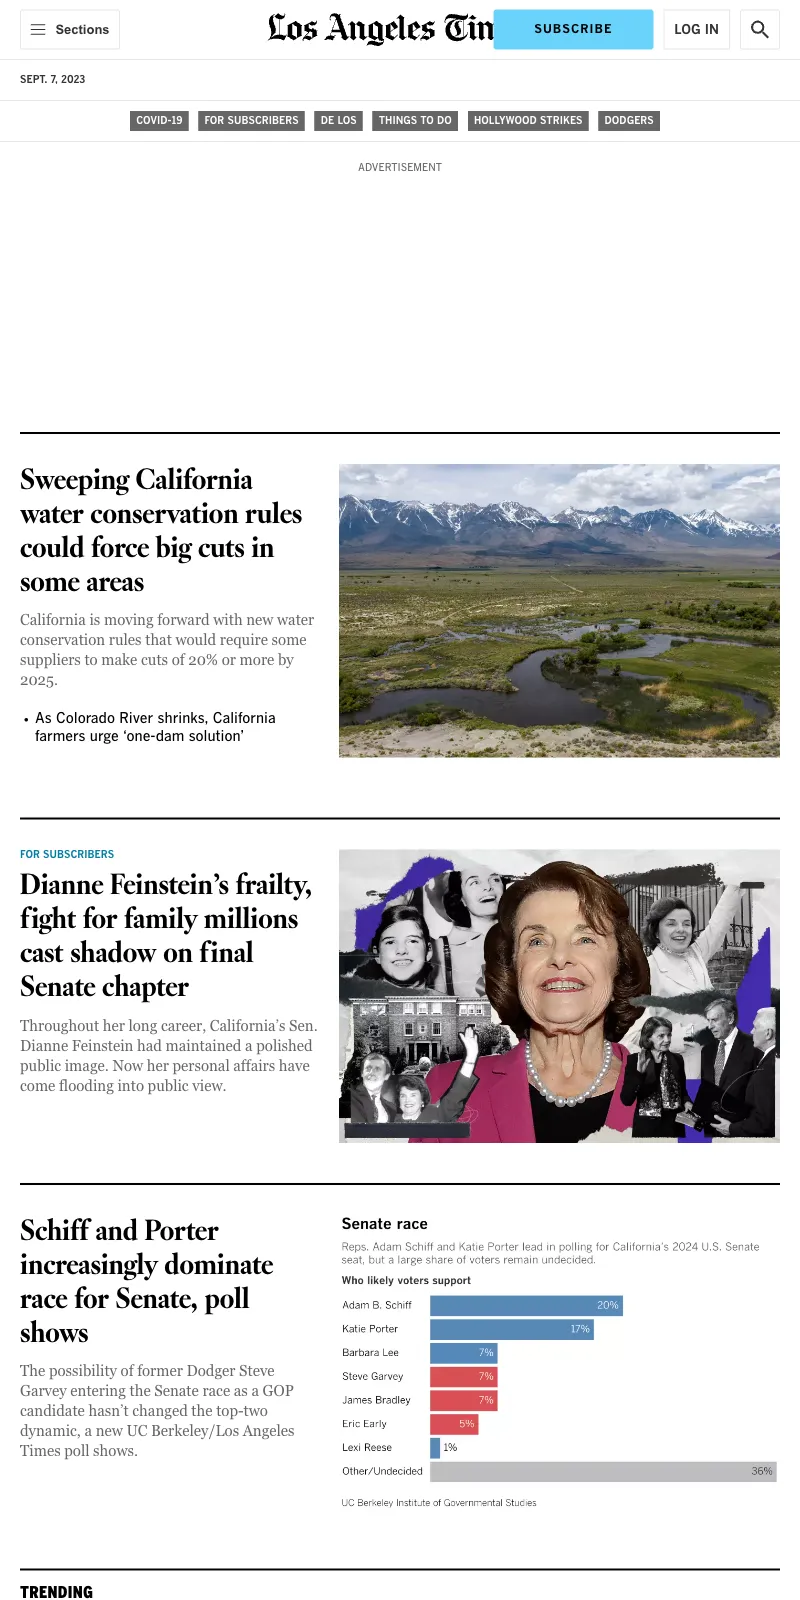 Sections
Los Angeles Tim
SUBSCRIBE
LOG IN
SEPT. 7, 2023
COVID-19
FOR SUBSCRIBERS
DE LOS
THINGS TO DO
HOLLYWOOD STRIKES
DODGERS
ADVERTISEMENT
Sweeping California
water conservation rules
could force big cuts in
some areas
California is moving forward with new water
conservation rules that would require some
suppliers to make cuts of 20% or more by
2025.
• As Colorado River shrinks, California
farmers urge ‘one-dam solution’
FOR SUBSCRIBERS
Dianne Feinstein’s frailty,
fight for family millions
cast shadow on final
Senate chapter
Throughout her long career, California’s Sen.
Dianne Feinstein had maintained a polished
public image. Now her personal affairs have
come flooding into public view.
Schiff and Porter
increasingly dominate
race for Senate, poll
shows
The possibility of former Dodger Steve
Garvey entering the Senate race as a GOP
candidate hasn’t changed the top-two
dynamic, a new UC Berkeley/Los Angeles
Times poll shows.
Senate race
Reps. Adam Schiff and Katie Porter lead in polling for California's 2024 U.S. Senate
seat, but a large share of voters remain undecided.
Who likely voters support
Adam B. Schiff 20%
Katie Porter 17%
Barbara Lee 7%
Steve Garvey 7%
James Bradley 7%
Eric Early 5%
Lexi Reese 1%
Other/Undecided 36%
UC Berkeley Institute of Governmental Studies
TRENDING